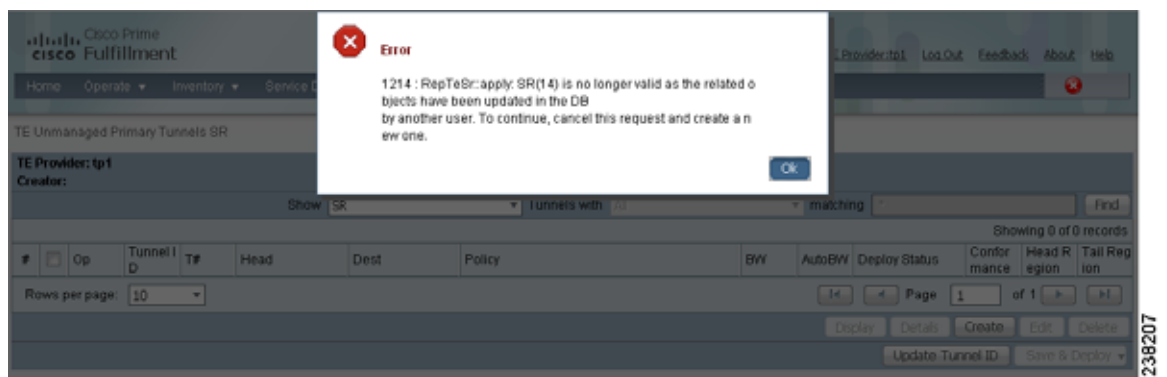 Cisco Prime
CISCO Fulfillment
Provider:tp1 Log Out Feedback About Help
Home Operate Inventory Service D
Error
1214 : RepTeSr::apply: SR(14) is no longer valid as the related o
bjects have been updated in the DB
by another user. To continue, cancel this request and create a n
ew one.
Ok
TE Unmanaged Primary Tunnels SR
TE Provider: tp1
Creator:
Show SR Tunnels with All matching * Find
Showing 0 of 0 records
# Op Tunnel I
D T# Head Dest Policy BW AutoBW Deploy Status Confor
mance Head R
egion Tail Reg
ion
Rows per page: 10 Page 1 of 1
Display Details Create Edit Delete
Update Tunnel ID Save & Deploy
238207